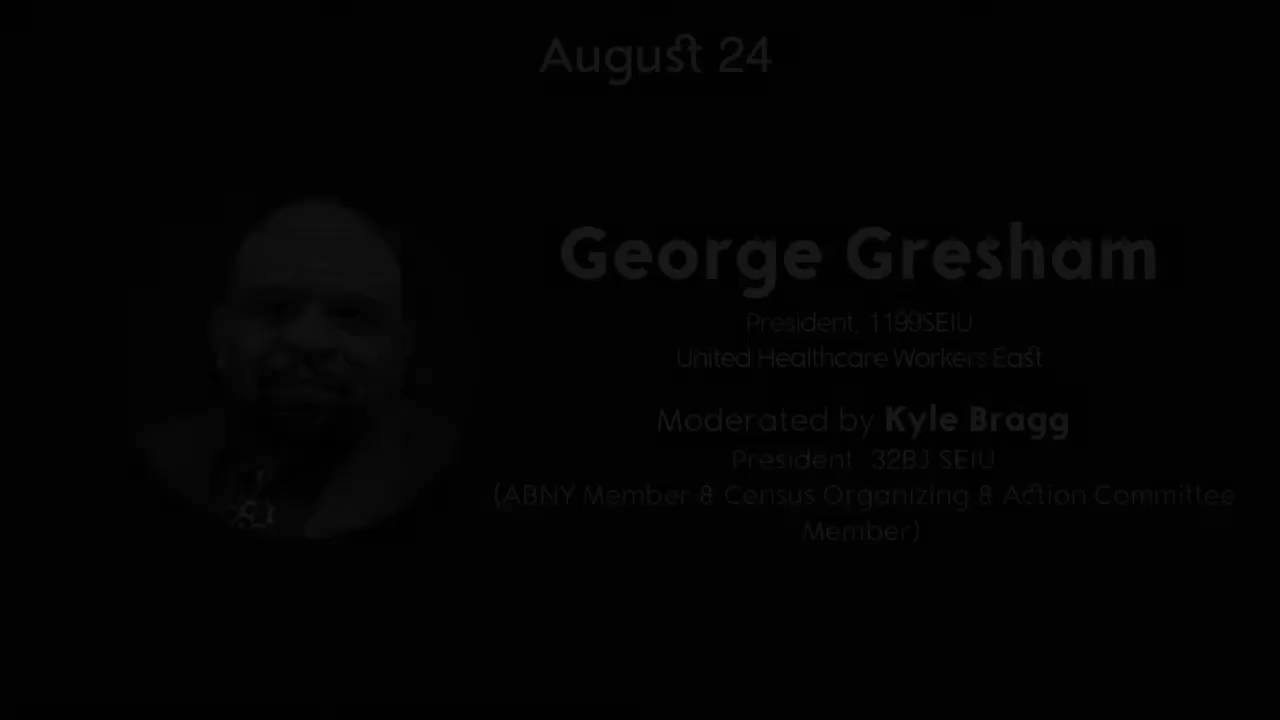 August 24
George Gresham
President, 1199SEIU
United Healthcare Workers East
Moderated by Kyle Bragg
President 32BJ SEIU
(ABNY Member & Census Organizing & Action Committee
Member)